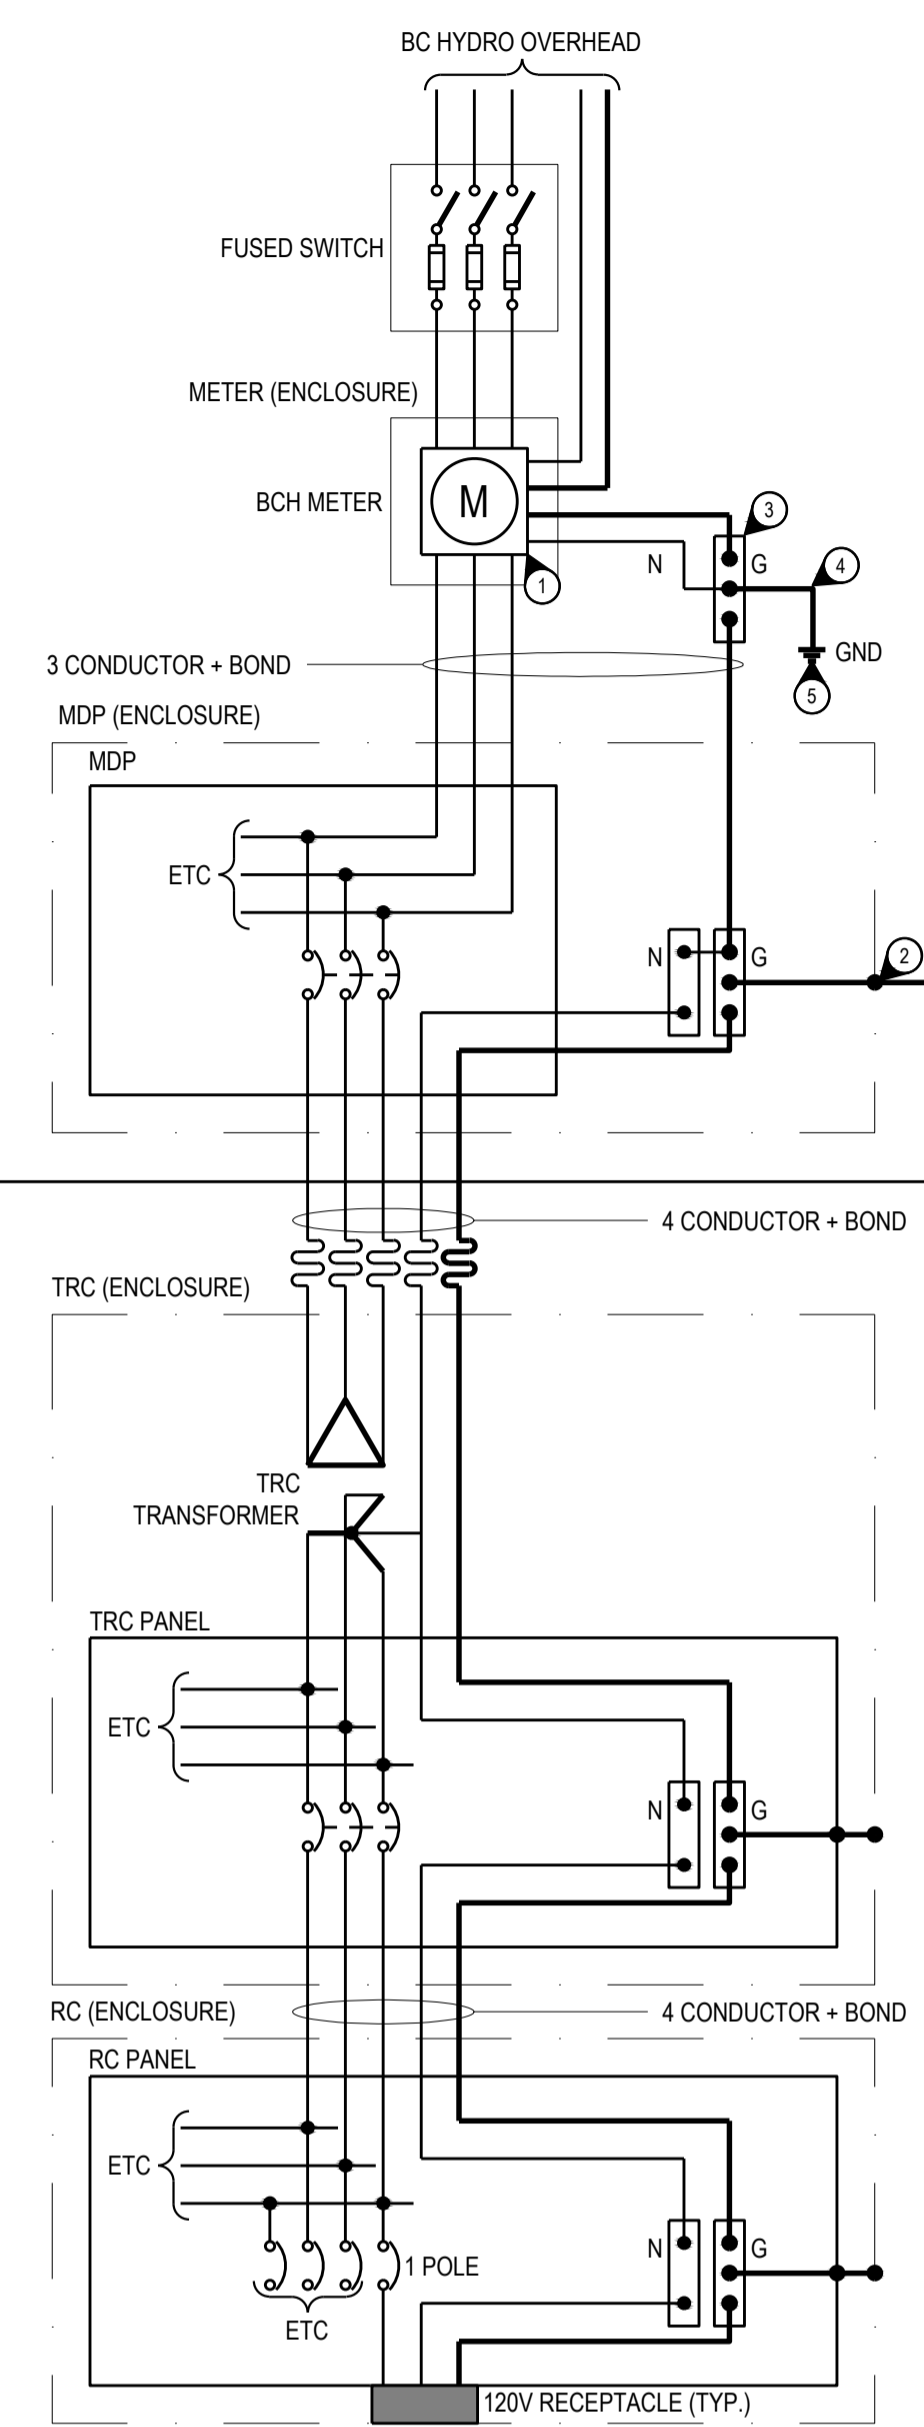 BC HYDRO OVERHEAD
FUSED SWITCH
METER (ENCLOSURE)
BCH METER
M
1
3
N
G
4
GND
5
3 CONDUCTOR + BOND
MDP (ENCLOSURE)
MDP
ETC
N
G
2
4 CONDUCTOR + BOND
TRC (ENCLOSURE)
TRC
TRANSFORMER
TRC PANEL
ETC
N
G
RC (ENCLOSURE)
4 CONDUCTOR + BOND
RC PANEL
ETC
N
G
1 POLE
ETC
120V RECEPTACLE (TYP.)